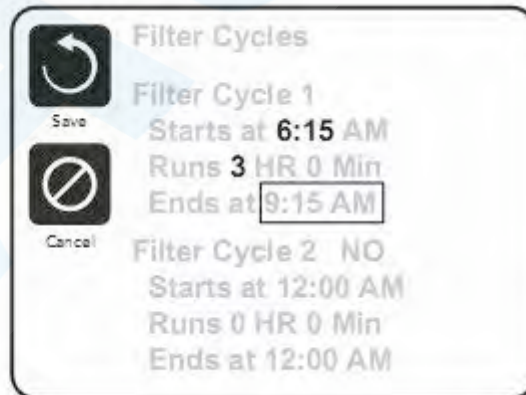 Filter Cycles
Save
Filter Cycle 1
Starts at 6:15 AM
Runs 3 HR 0 Min
Ends at 9:15 AM
Cancel
Filter Cycle 2 NO
Starts at 12:00 AM
Runs 0 HR 0 Min
Ends at 12:00 AM